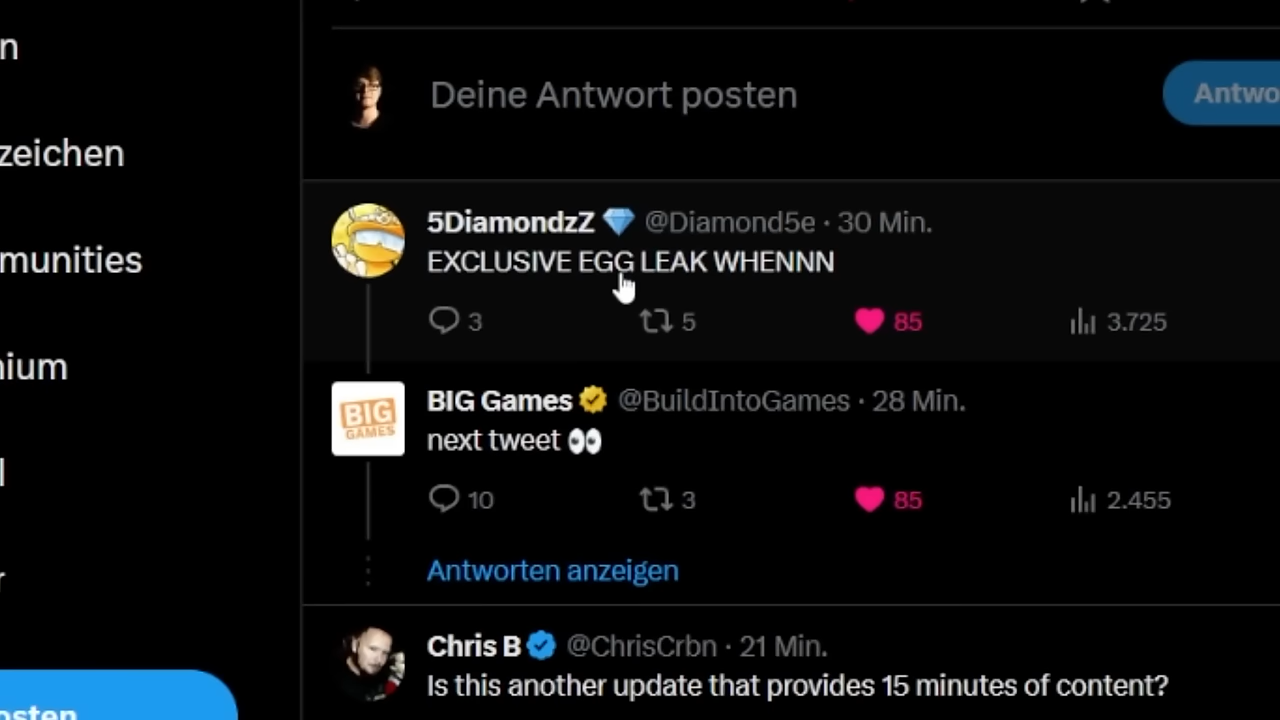 n
Deine Antwort posten
Antwo
zeichen
5DiamondzZ 💎 @Diamond5e · 30 Min.
EXCLUSIVE EGG LEAK WHENNN
munities
3 5 85 3.725
nium
BIG Games @BuildIntoGames · 28 Min.
BIG
GAMES
next tweet 👀
l
10 3 85 2.455
Antworten anzeigen
r
Chris B @ChrisCrbn · 21 Min.
Is this another update that provides 15 minutes of content?
osten